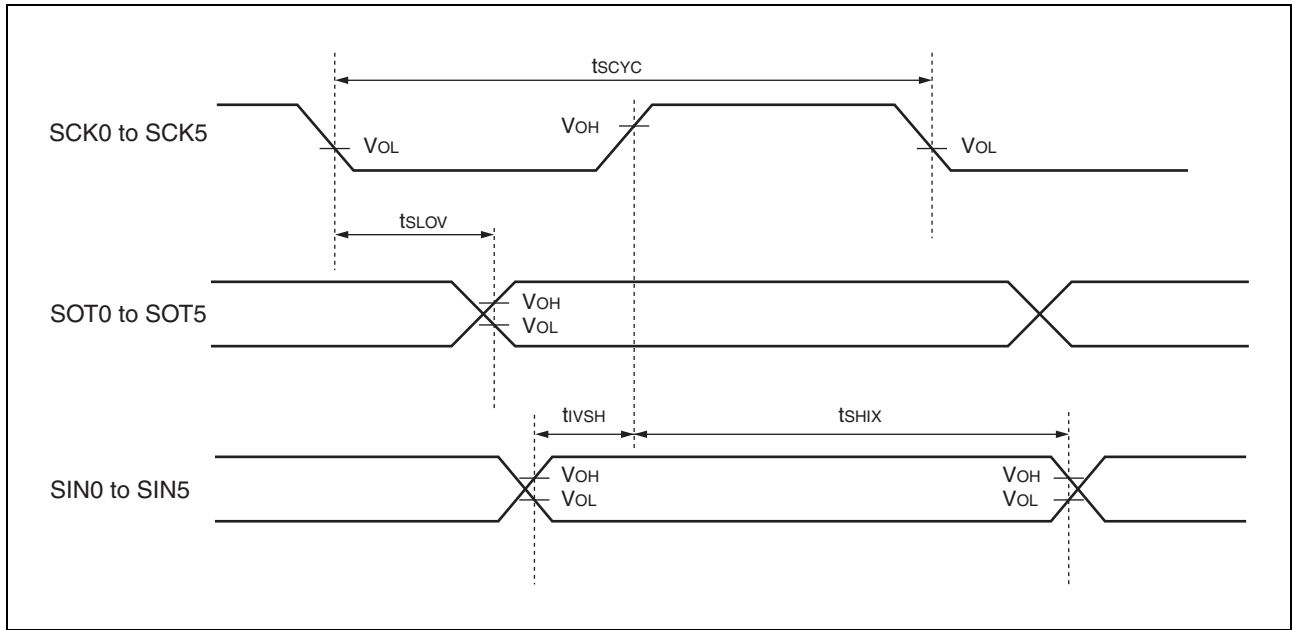 tSCYC
SCK0 to SCK5
VOL
VOH
VOL
tSLOV
SOT0 to SOT5
VOH
VOL
tIVSH
tSHIX
SIN0 to SIN5
VOH
VOL
VOH
VOL